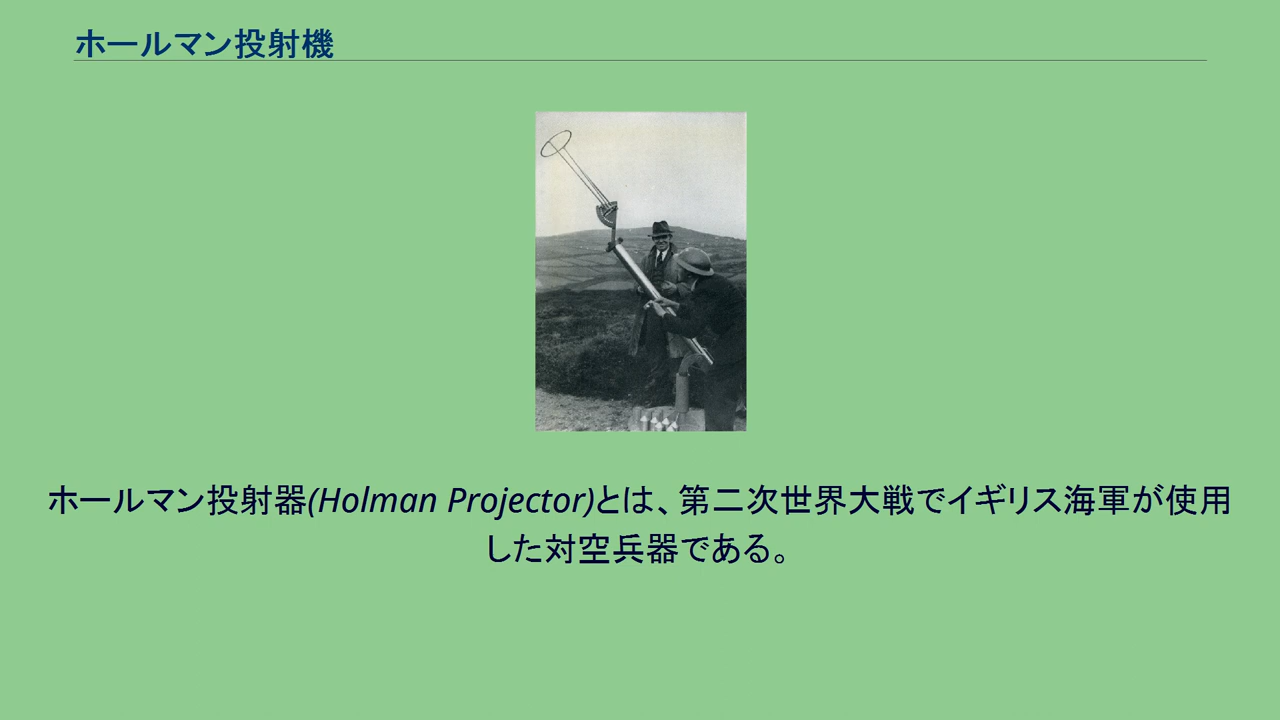 ホールマン投射機
ホールマン投射器(Holman Projector)とは、第二次世界大戦でイギリス海軍が使用
した対空兵器である。